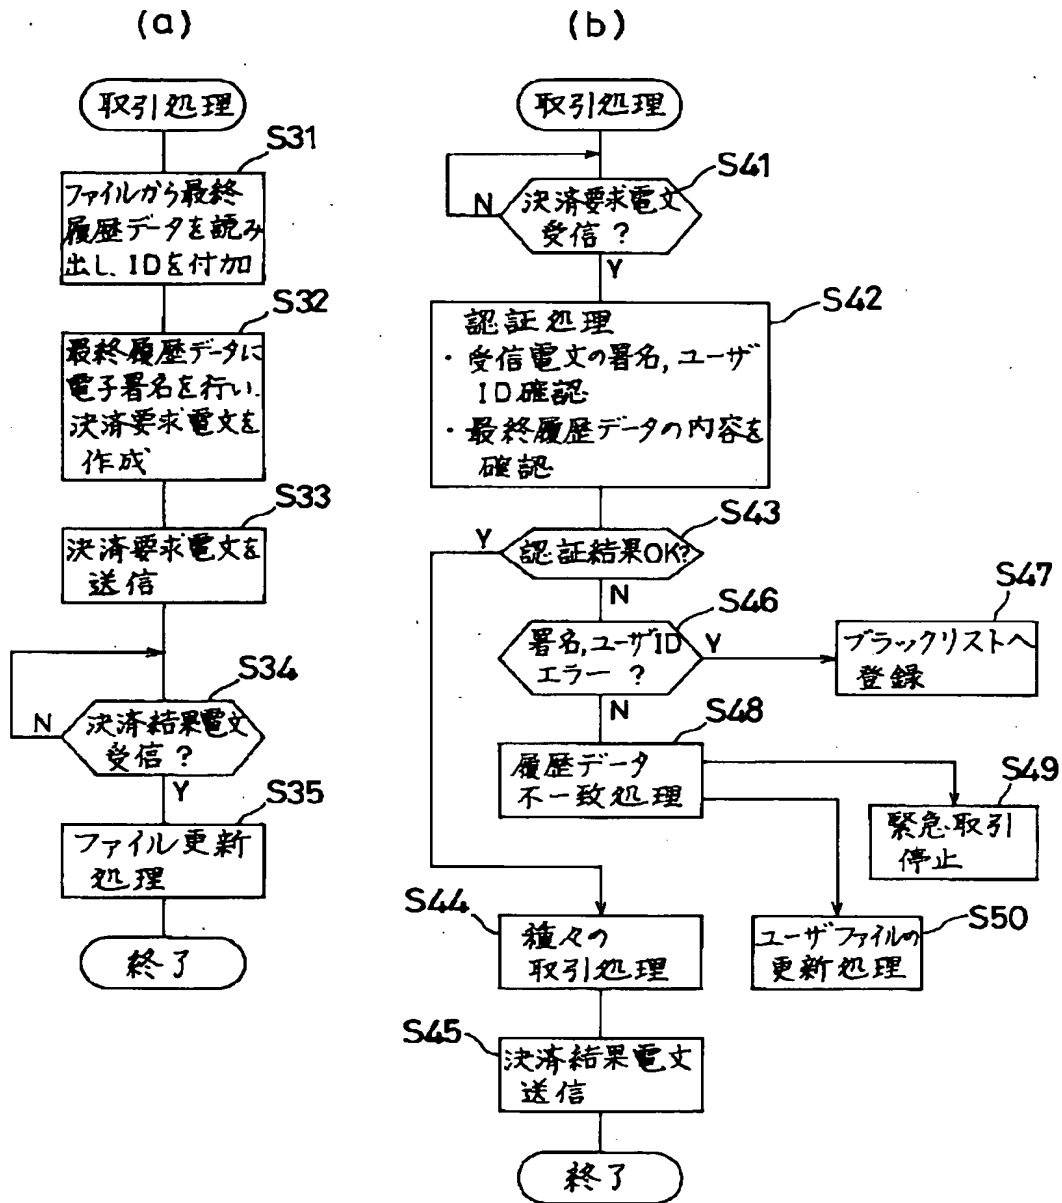 (a)
取引処理
S31
ファイルから最終
履歴データを読み
出し、IDを付加
S32
最終履歴データに
電子署名を行い、
決済要求電文を
作成
S33
決済要求電文を
送信
S34
決済結果電文
受信?
N
Y
S35
ファイル更新
処理
終了
(b)
取引処理
S41
決済要求電文
受信?
N
Y
S42
認証処理
・受信電文の署名,ユーザ
ID確認
・最終履歴データの内容を
確認
S43
認証結果OK?
Y
N
S46
署名,ユーザID
エラー?
Y
N
S47
ブラックリストへ
登録
S48
履歴データ
不一致処理
S49
緊急取引
停止
S50
ユーザファイルの
更新処理
S44
種々の
取引処理
S45
決済結果電文
送信
終了